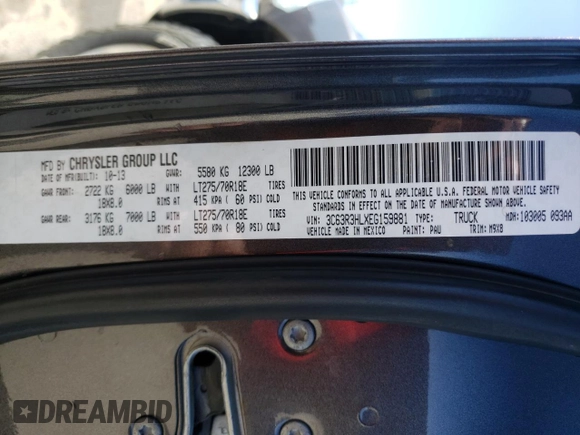 MFD BY CHRYSLER GROUP LLC
DATE OF MFR(BUILT): 10-13 GVWR: 5580 KG 12300 LB
GAWR FRONT: 2722 KG 6000 LB WITH LT275/70R18E TIRES
18X8.0 RIMS AT 415 KPA ( 60 PSI) COLD
GAWR REAR: 3176 KG 7000 LB WITH LT275/70R18E TIRES
18X8.0 RIMS AT 550 KPA ( 80 PSI) COLD
THIS VEHICLE CONFORMS TO ALL APPLICABLE U.S.A. FEDERAL MOTOR VEHICLE SAFETY
STANDARDS IN EFFECT ON THE DATE OF MANUFACTURE SHOWN ABOVE.
VIN: 3C63R3HLXEG159881 TYPE: TRUCK MDH: 103005 093AA
VEHICLE MADE IN MEXICO PAINT: PAU TRIM: M9X8
DREAMBID